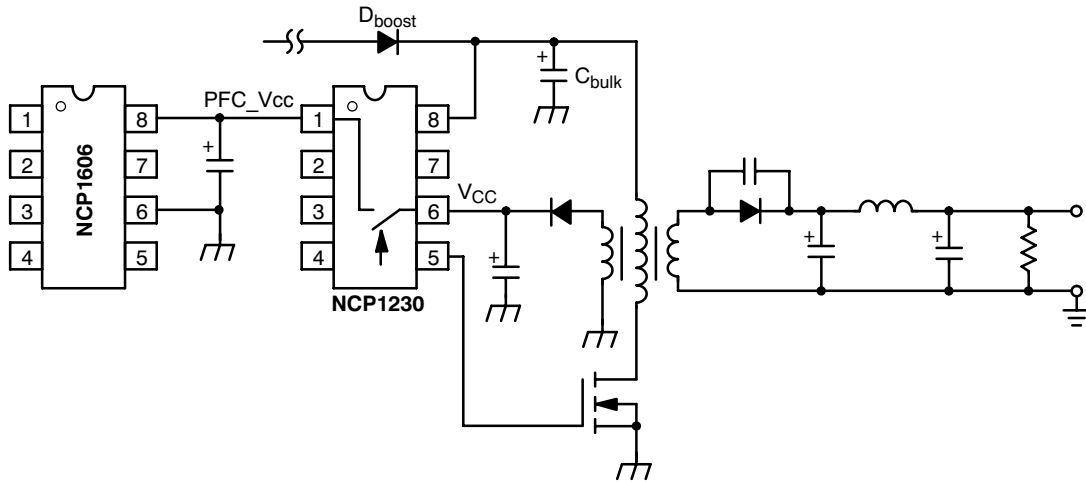 D_boost
+
C_bulk
PFC_Vcc
NCP1606
1 8
2 7
3 6
4 5
+
1 8
2 7
3 6
4 5
NCP1230
V_CC
+
+
+